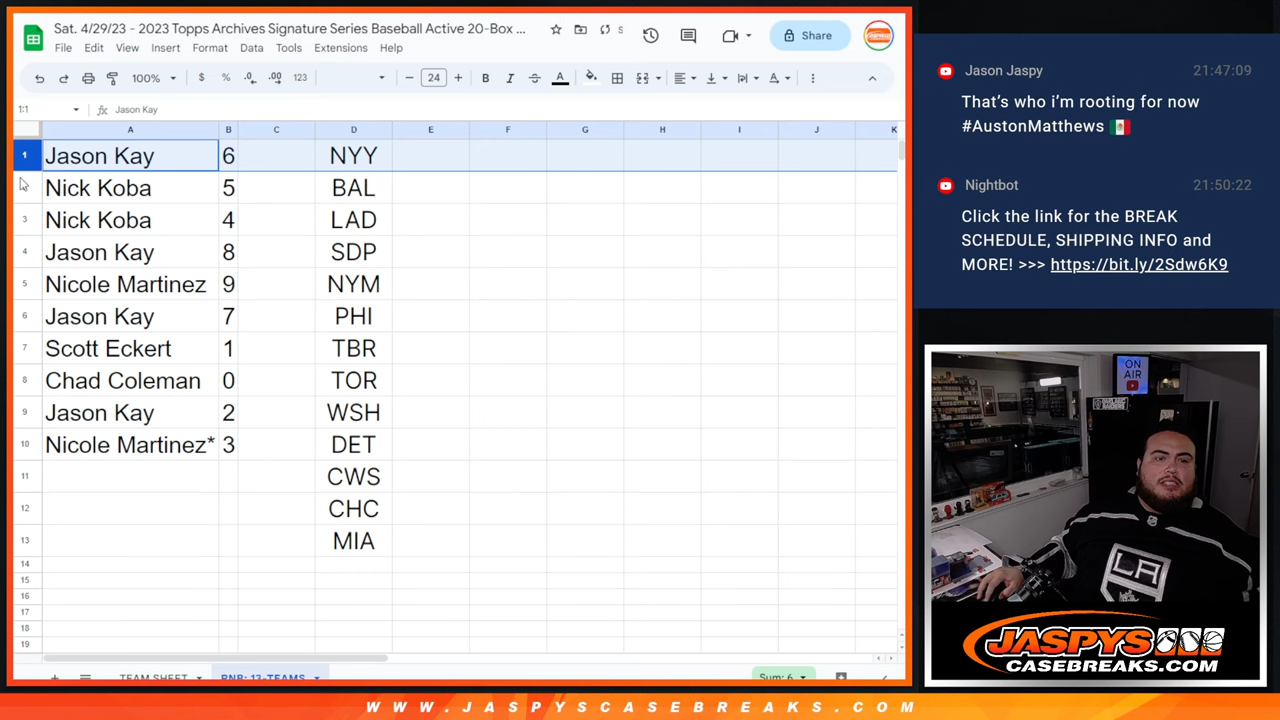 Sat. 4/29/23 - 2023 Topps Archives Signature Series Baseball Active 20-Box ...
Share
File Edit View Insert Format Data Tools Extensions Help
100% $ % .0 .00 123 24 B I A
1:1 fx Jason Kay
A B C D E F G H I J K
1 Jason Kay 6 NYY
Nick Koba 5 BAL
3 Nick Koba 4 LAD
4 Jason Kay 8 SDP
5 Nicole Martinez 9 NYM
6 Jason Kay 7 PHI
7 Scott Eckert 1 TBR
8 Chad Coleman 0 TOR
9 Jason Kay 2 WSH
10 Nicole Martinez* 3 DET
11 CWS
12 CHC
13 MIA
14
15
16
17
18
19
TEAM SHEET RNB: 13-TEAMS Sum: 6
Jason Jaspy 21:47:09
That's who i'm rooting for now
#AustonMatthews
Nightbot 21:50:22
Click the link for the BREAK
SCHEDULE, SHIPPING INFO and
MORE! >>> https://bit.ly/2Sdw6K9
ON
AIR
LA
JASPYS
CASEBREAKS.COM
WWW.JASPYSCASEBREAKS.COM